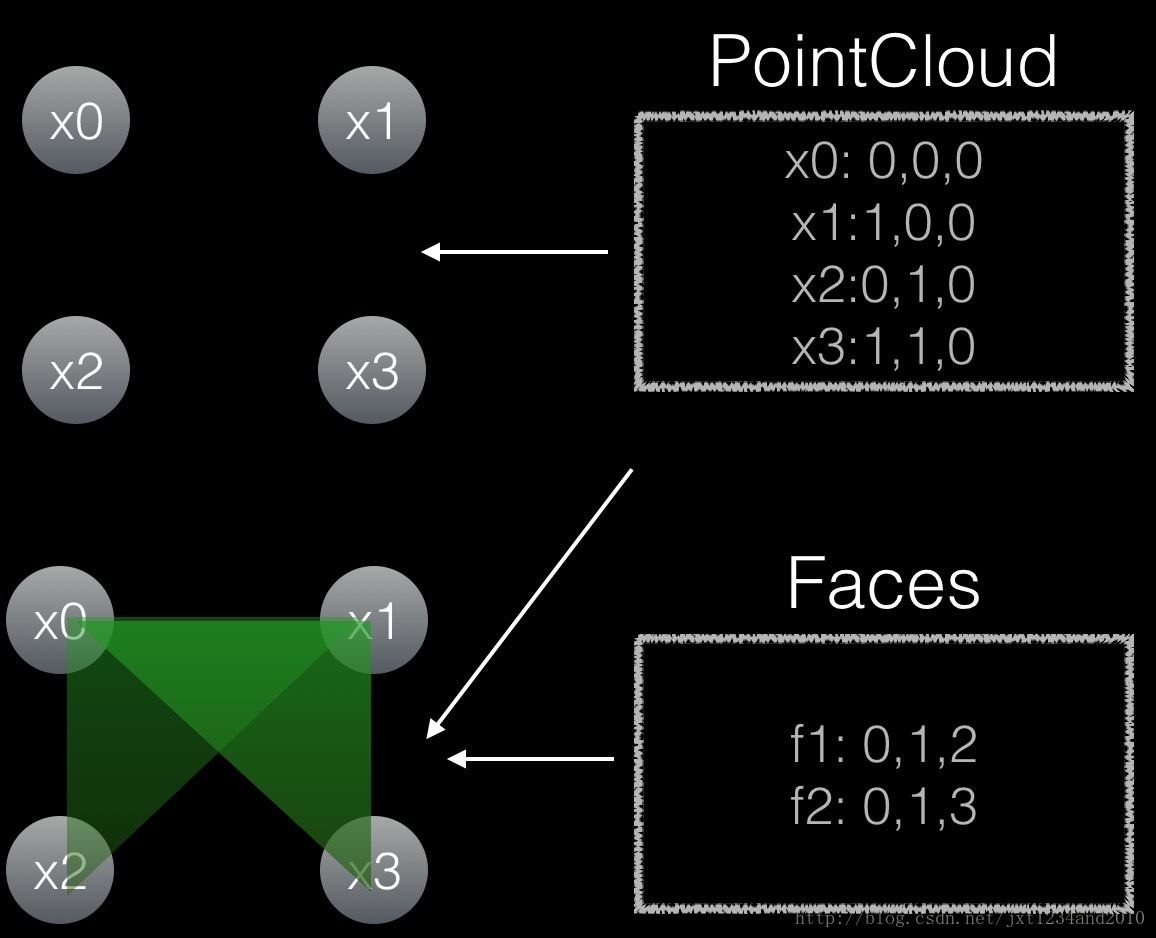 PointCloud
x0
x1
x0: 0,0,0
x1:1,0,0
x2:0,1,0
x3:1,1,0
x2
x3
Faces
x0
x1
f1: 0,1,2
f2: 0,1,3
x2
x3
http://blog.csdn.net/jxt1234and2010